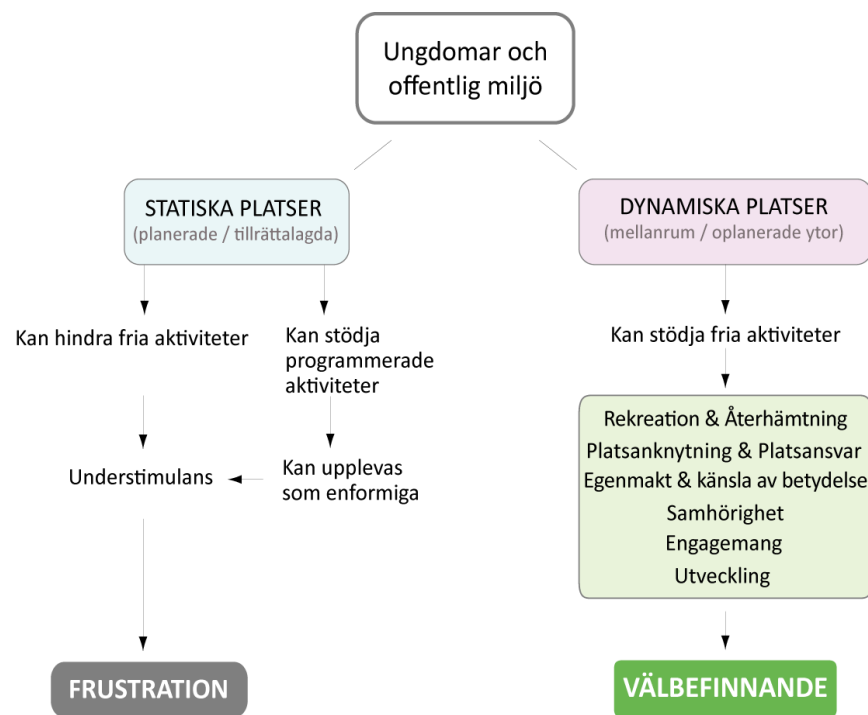 Ungdomar och
offentlig miljö
STATISKA PLATSER
(planerade / tillrättalagda)
DYNAMISKA PLATSER
(mellanrum / oplanerade ytor)
Kan hindra fria aktiviteter
Kan stödja
programmerade
aktiviteter
Kan stödja fria aktiviteter
Understimulans
Kan upplevas
som enformiga
Rekreation & Återhämtning
Platsanknytning & Platsansvar
Egenmakt & känsla av betydelse
Samhörighet
Engagemang
Utveckling
FRUSTRATION
VÄLBEFINNANDE